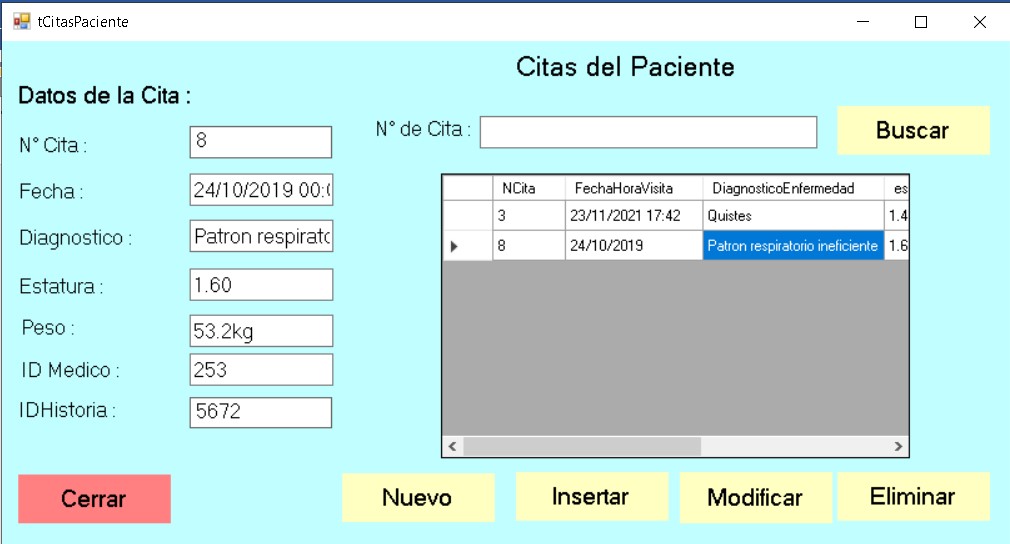 tCitasPaciente
Citas del Paciente
Datos de la Cita :
N° Cita : 8
Fecha : 24/10/2019 00:
Diagnostico : Patron respirato
Estatura : 1.60
Peso : 53.2kg
ID Medico : 253
IDHistoria : 5672
N° de Cita :
Buscar
NCita FechaHoraVisita DiagnosticoEnfermedad es
3 23/11/2021 17:42 Quistes 1.4
8 24/10/2019 Patron respiratorio ineficiente 1.6
Cerrar Nuevo Insertar Modificar Eliminar